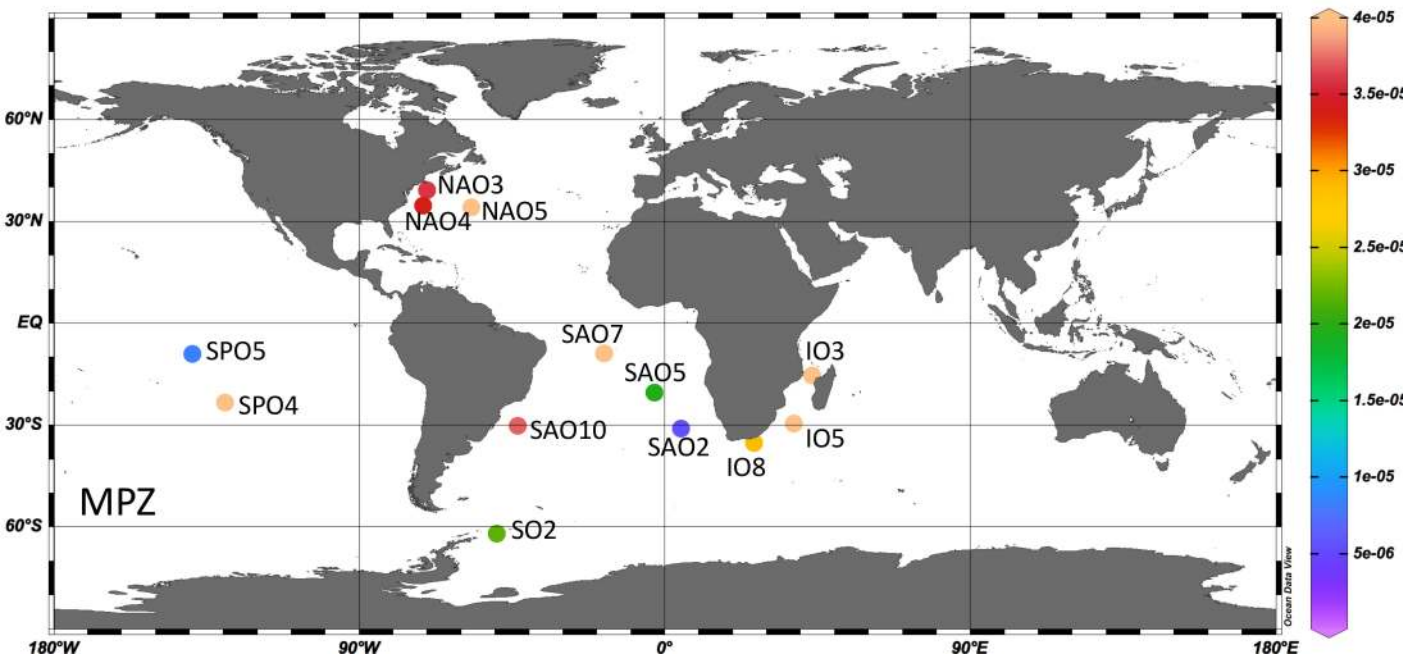 4e-05
60°N
3.5e-05
NAO3
NAO5
NAO4
3e-05
30°N
2.5e-05
EQ
2e-05
SAO7
IO3
SPO5
SAO5
SPO4
1.5e-05
30°S
SAO10
SAO2
IO5
IO8
1e-05
MPZ
60°S
SO2
5e-06
Ocean Data View
180°W
90°W
0°
90°E
180°E